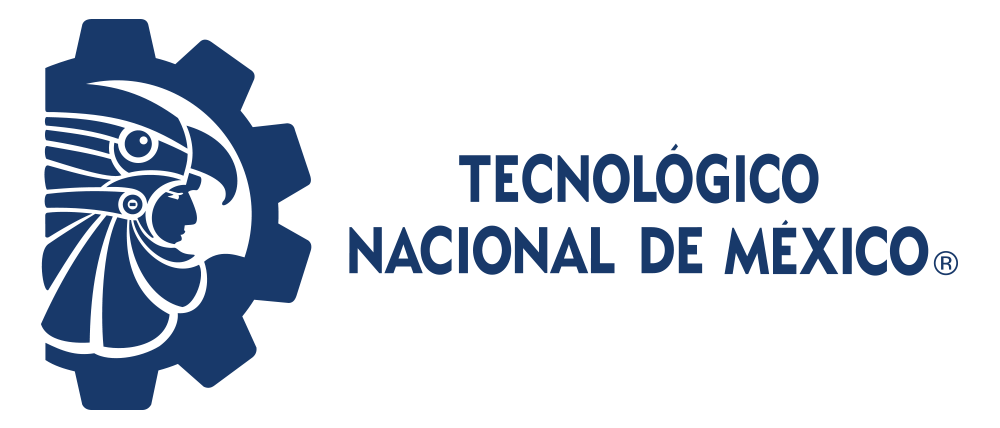 TECNOLÓGICO
NACIONAL DE MÉXICO®